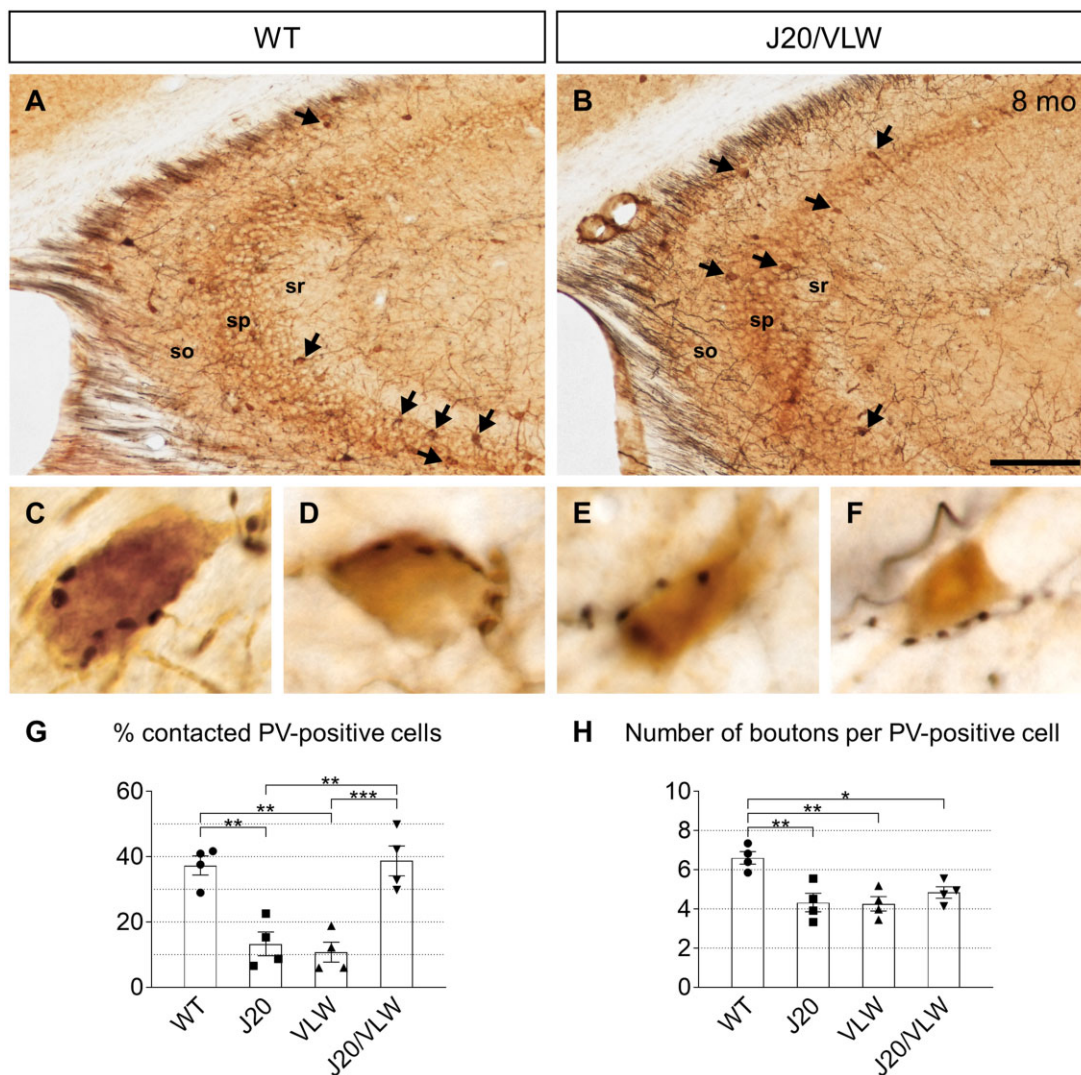 WT
J20/VLW
A
B
8 mo
sr
sp
so
sr
sp
so
C
D
E
F
G % contacted PV-positive cells
**
**
***
**
**
60
40
20
0
WT
J20
VLW
J20/VLW
H Number of boutons per PV-positive cell
*
**
**
10
8
6
4
2
0
WT
J20
VLW
J20/VLW